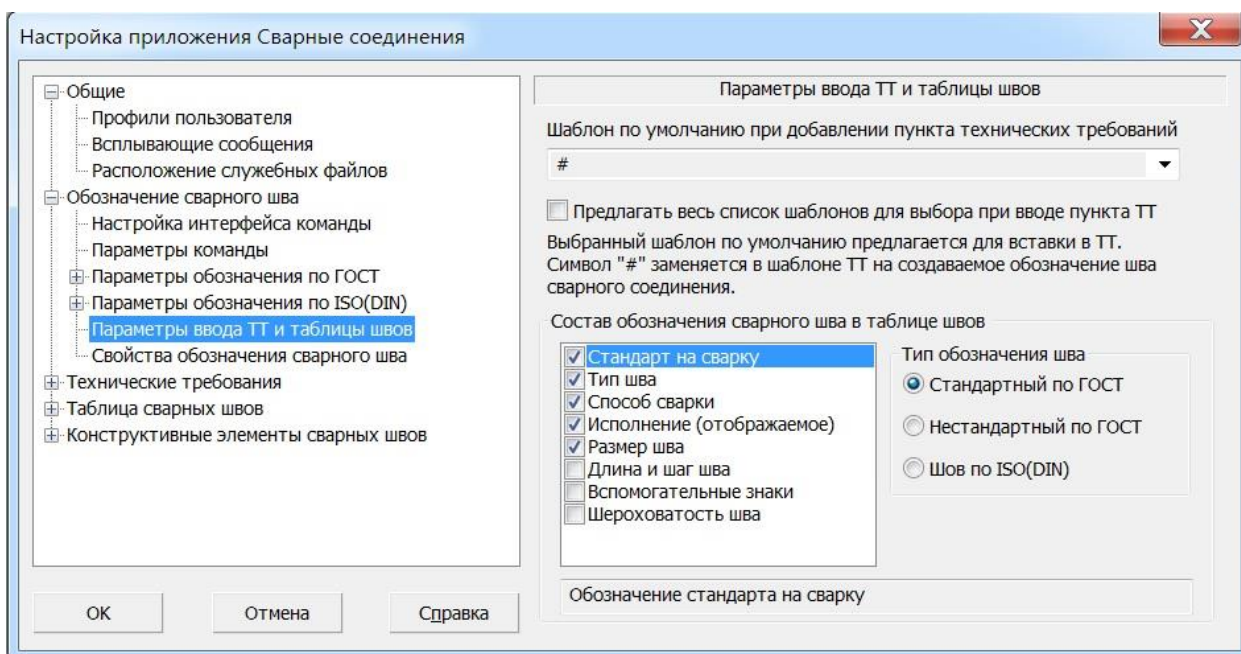 Настройка приложения Сварные соединения
Общие
Профили пользователя
Всплывающие сообщения
Расположение служебных файлов
Обозначение сварного шва
Настройка интерфейса команды
Параметры команды
Параметры обозначения по ГОСТ
Параметры обозначения по ISO(DIN)
Параметры ввода ТТ и таблицы швов
Свойства обозначения сварного шва
Технические требования
Таблица сварных швов
Конструктивные элементы сварных швов
ОК
Отмена
Справка
Параметры ввода ТТ и таблицы швов
Шаблон по умолчанию при добавлении пункта технических требований
#
Предлагать весь список шаблонов для выбора при вводе пункта ТТ
Выбранный шаблон по умолчанию предлагается для вставки в ТТ.
Символ "#" заменяется в шаблоне ТТ на создаваемое обозначение шва
сварного соединения.
Состав обозначения сварного шва в таблице швов
Стандарт на сварку
Тип шва
Способ сварки
Исполнение (отображаемое)
Размер шва
Длина и шаг шва
Вспомогательные знаки
Шероховатость шва
Тип обозначения шва
Стандартный по ГОСТ
Нестандартный по ГОСТ
Шов по ISO(DIN)
Обозначение стандарта на сварку